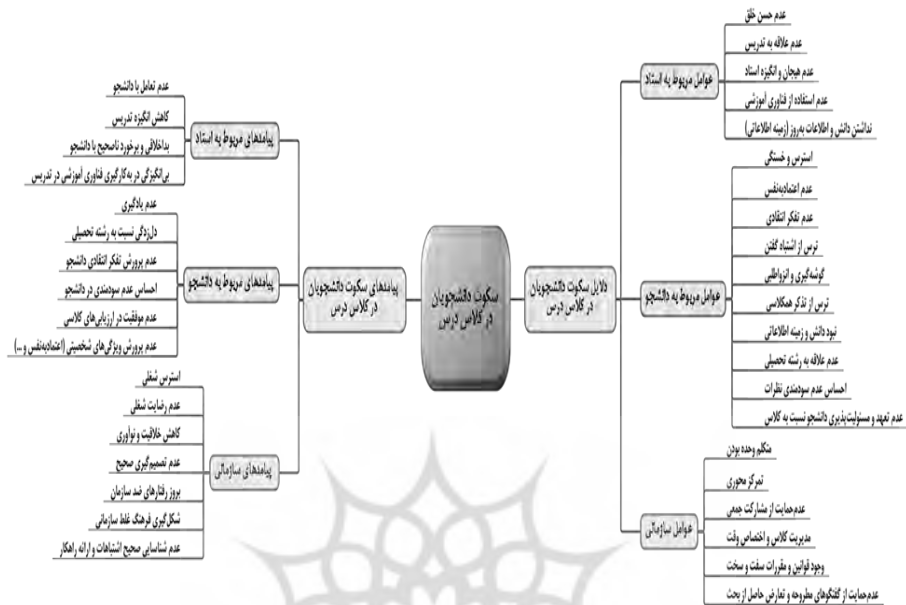 سکوت دانشجویان
در کلاس درس
دلایل سکوت دانشجویان
در کلاس درس
عوامل مربوط به استاد
عدم حسن خلق
عدم علاقه به تدریس
عدم هیجان و انگیزه استاد
عدم استفاده از فناوری آموزشی
نداشتن دانش و اطلاعات به‌روز (زمینه اطلاعاتی)
عوامل مربوط به دانشجو
استرس و خستگی
عدم اعتمادبه‌نفس
عدم تفکر انتقادی
ترس از اشتباه گفتن
گوشه‌گیری و انزواطلبی
ترس از تذکر همکلاسی
نبود دانش و زمینه اطلاعاتی
عدم علاقه به رشته تحصیلی
احساس عدم سودمندی نظرات
عدم تعهد و مسئولیت‌پذیری دانشجو نسبت به کلاس
عوامل سازمانی
متکلم وحده بودن
تمرکز محوری
عدم‌حمایت از مشارکت جمعی
مدیریت کلاس و اختصاص وقت
وجود قوانین و مقررات سفت و سخت
عدم‌حمایت از گفتگوهای مطروحه و تعارض حاصل از بحث
پیامدهای سکوت دانشجویان
در کلاس درس
پیامدهای مربوط به استاد
عدم تعامل با دانشجو
کاهش انگیزه تدریس
بداخلاقی و برخورد ناصحیح با دانشجو
بی‌انگیزگی در به‌کارگیری فناوری آموزشی در تدریس
پیامدهای مربوط به دانشجو
عدم یادگیری
دل‌زدگی نسبت به رشته تحصیلی
عدم پرورش تفکر انتقادی دانشجو
احساس عدم سودمندی در دانشجو
عدم موفقیت در ارزیابی‌های کلاسی
عدم پرورش ویژگی‌های شخصیتی (اعتمادبه‌نفس و ...)
پیامدهای سازمانی
استرس شغلی
عدم رضایت شغلی
کاهش خلاقیت و نوآوری
عدم تصمیم‌گیری صحیح
بروز رفتارهای ضد سازمان
شکل‌گیری فرهنگ غلط سازمانی
عدم شناسایی صحیح اشتباهات و ارائه راهکار